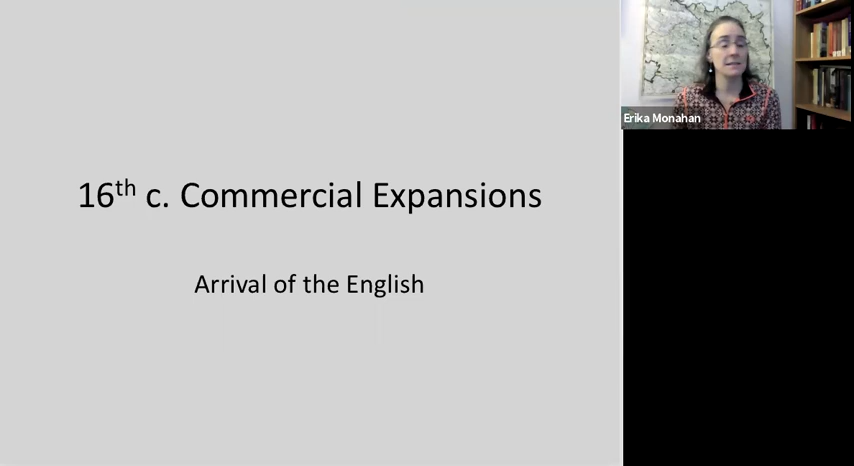 16th c. Commercial Expansions
Arrival of the English
Erika Monahan